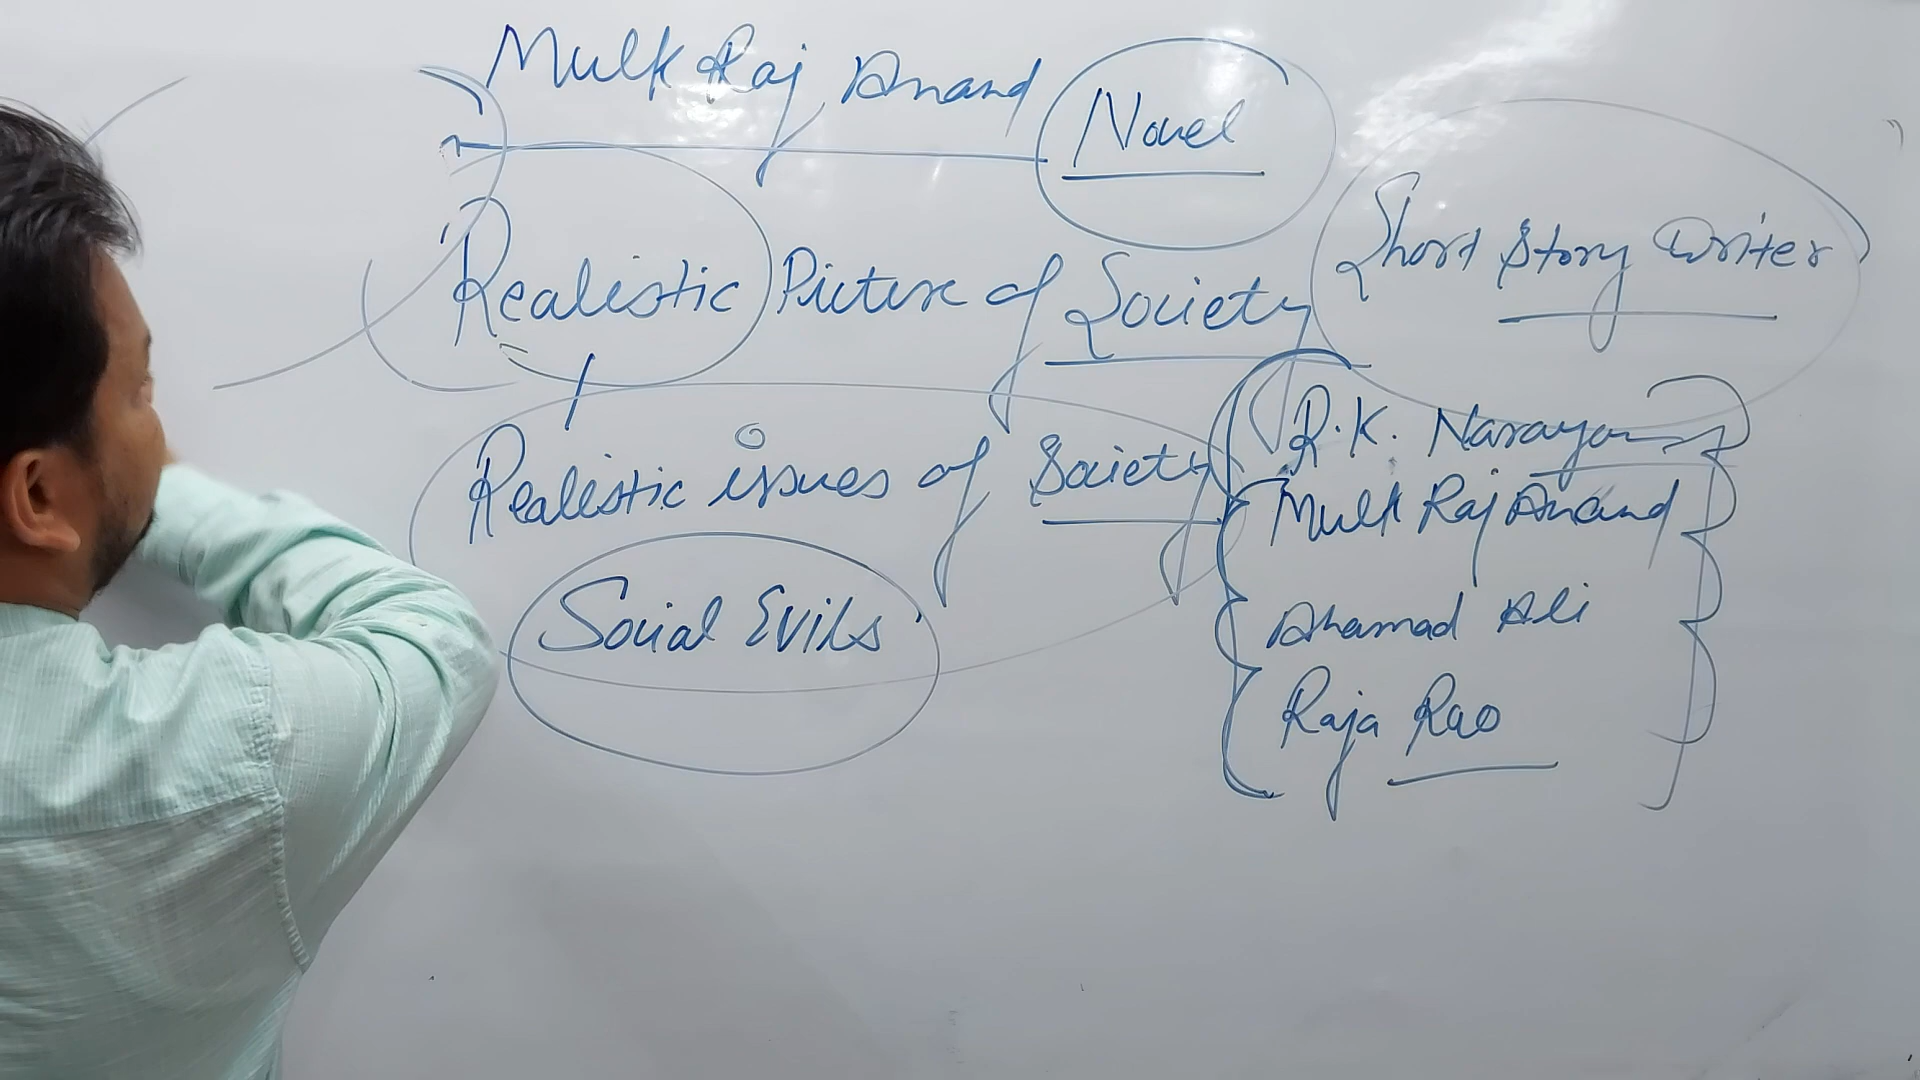 Mulk Raj Anand Novel
Short Story Writer
Realistic Picture of Society
Realistic issues of Society
Social Evils
R.K. Narayan
Mulk Raj Anand
Ahamad Ali
Raja Rao